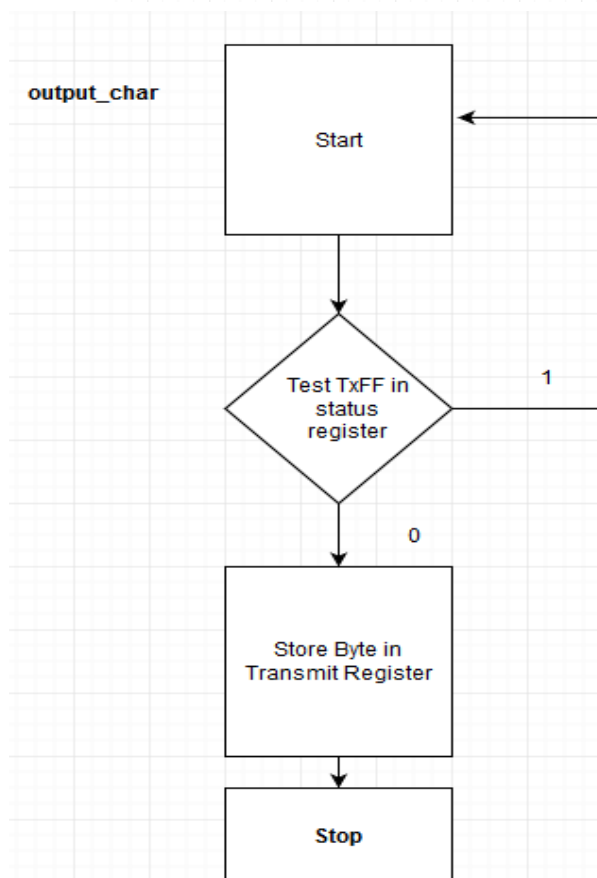 output_char
Start
Test TxFF in
status
register
1
0
Store Byte in
Transmit Register
Stop